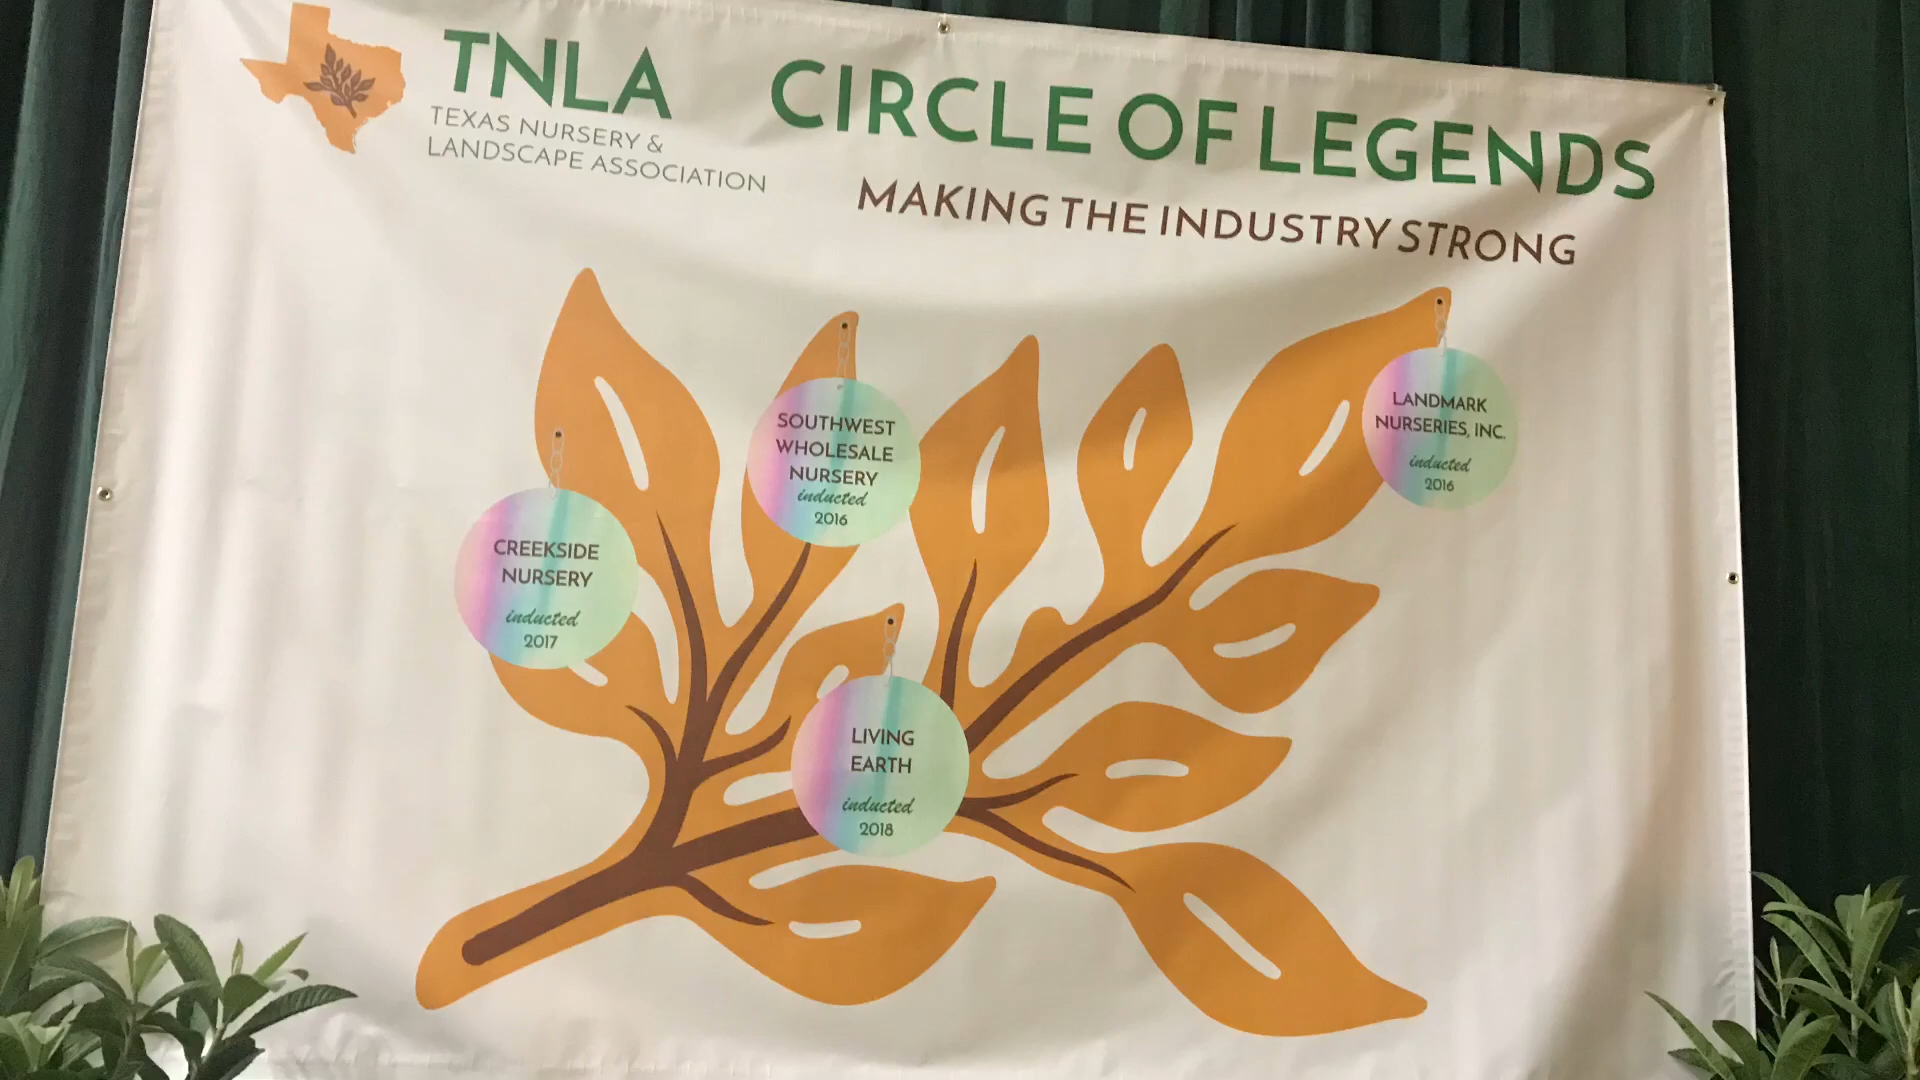 TNLA
TEXAS NURSERY &
LANDSCAPE ASSOCIATION
CIRCLE OF LEGENDS
MAKING THE INDUSTRY STRONG
CREEKSIDE
NURSERY
inducted
2017
SOUTHWEST
WHOLESALE
NURSERY
inducted
2016
LIVING
EARTH
inducted
2018
LANDMARK
NURSERIES, INC.
inducted
2016